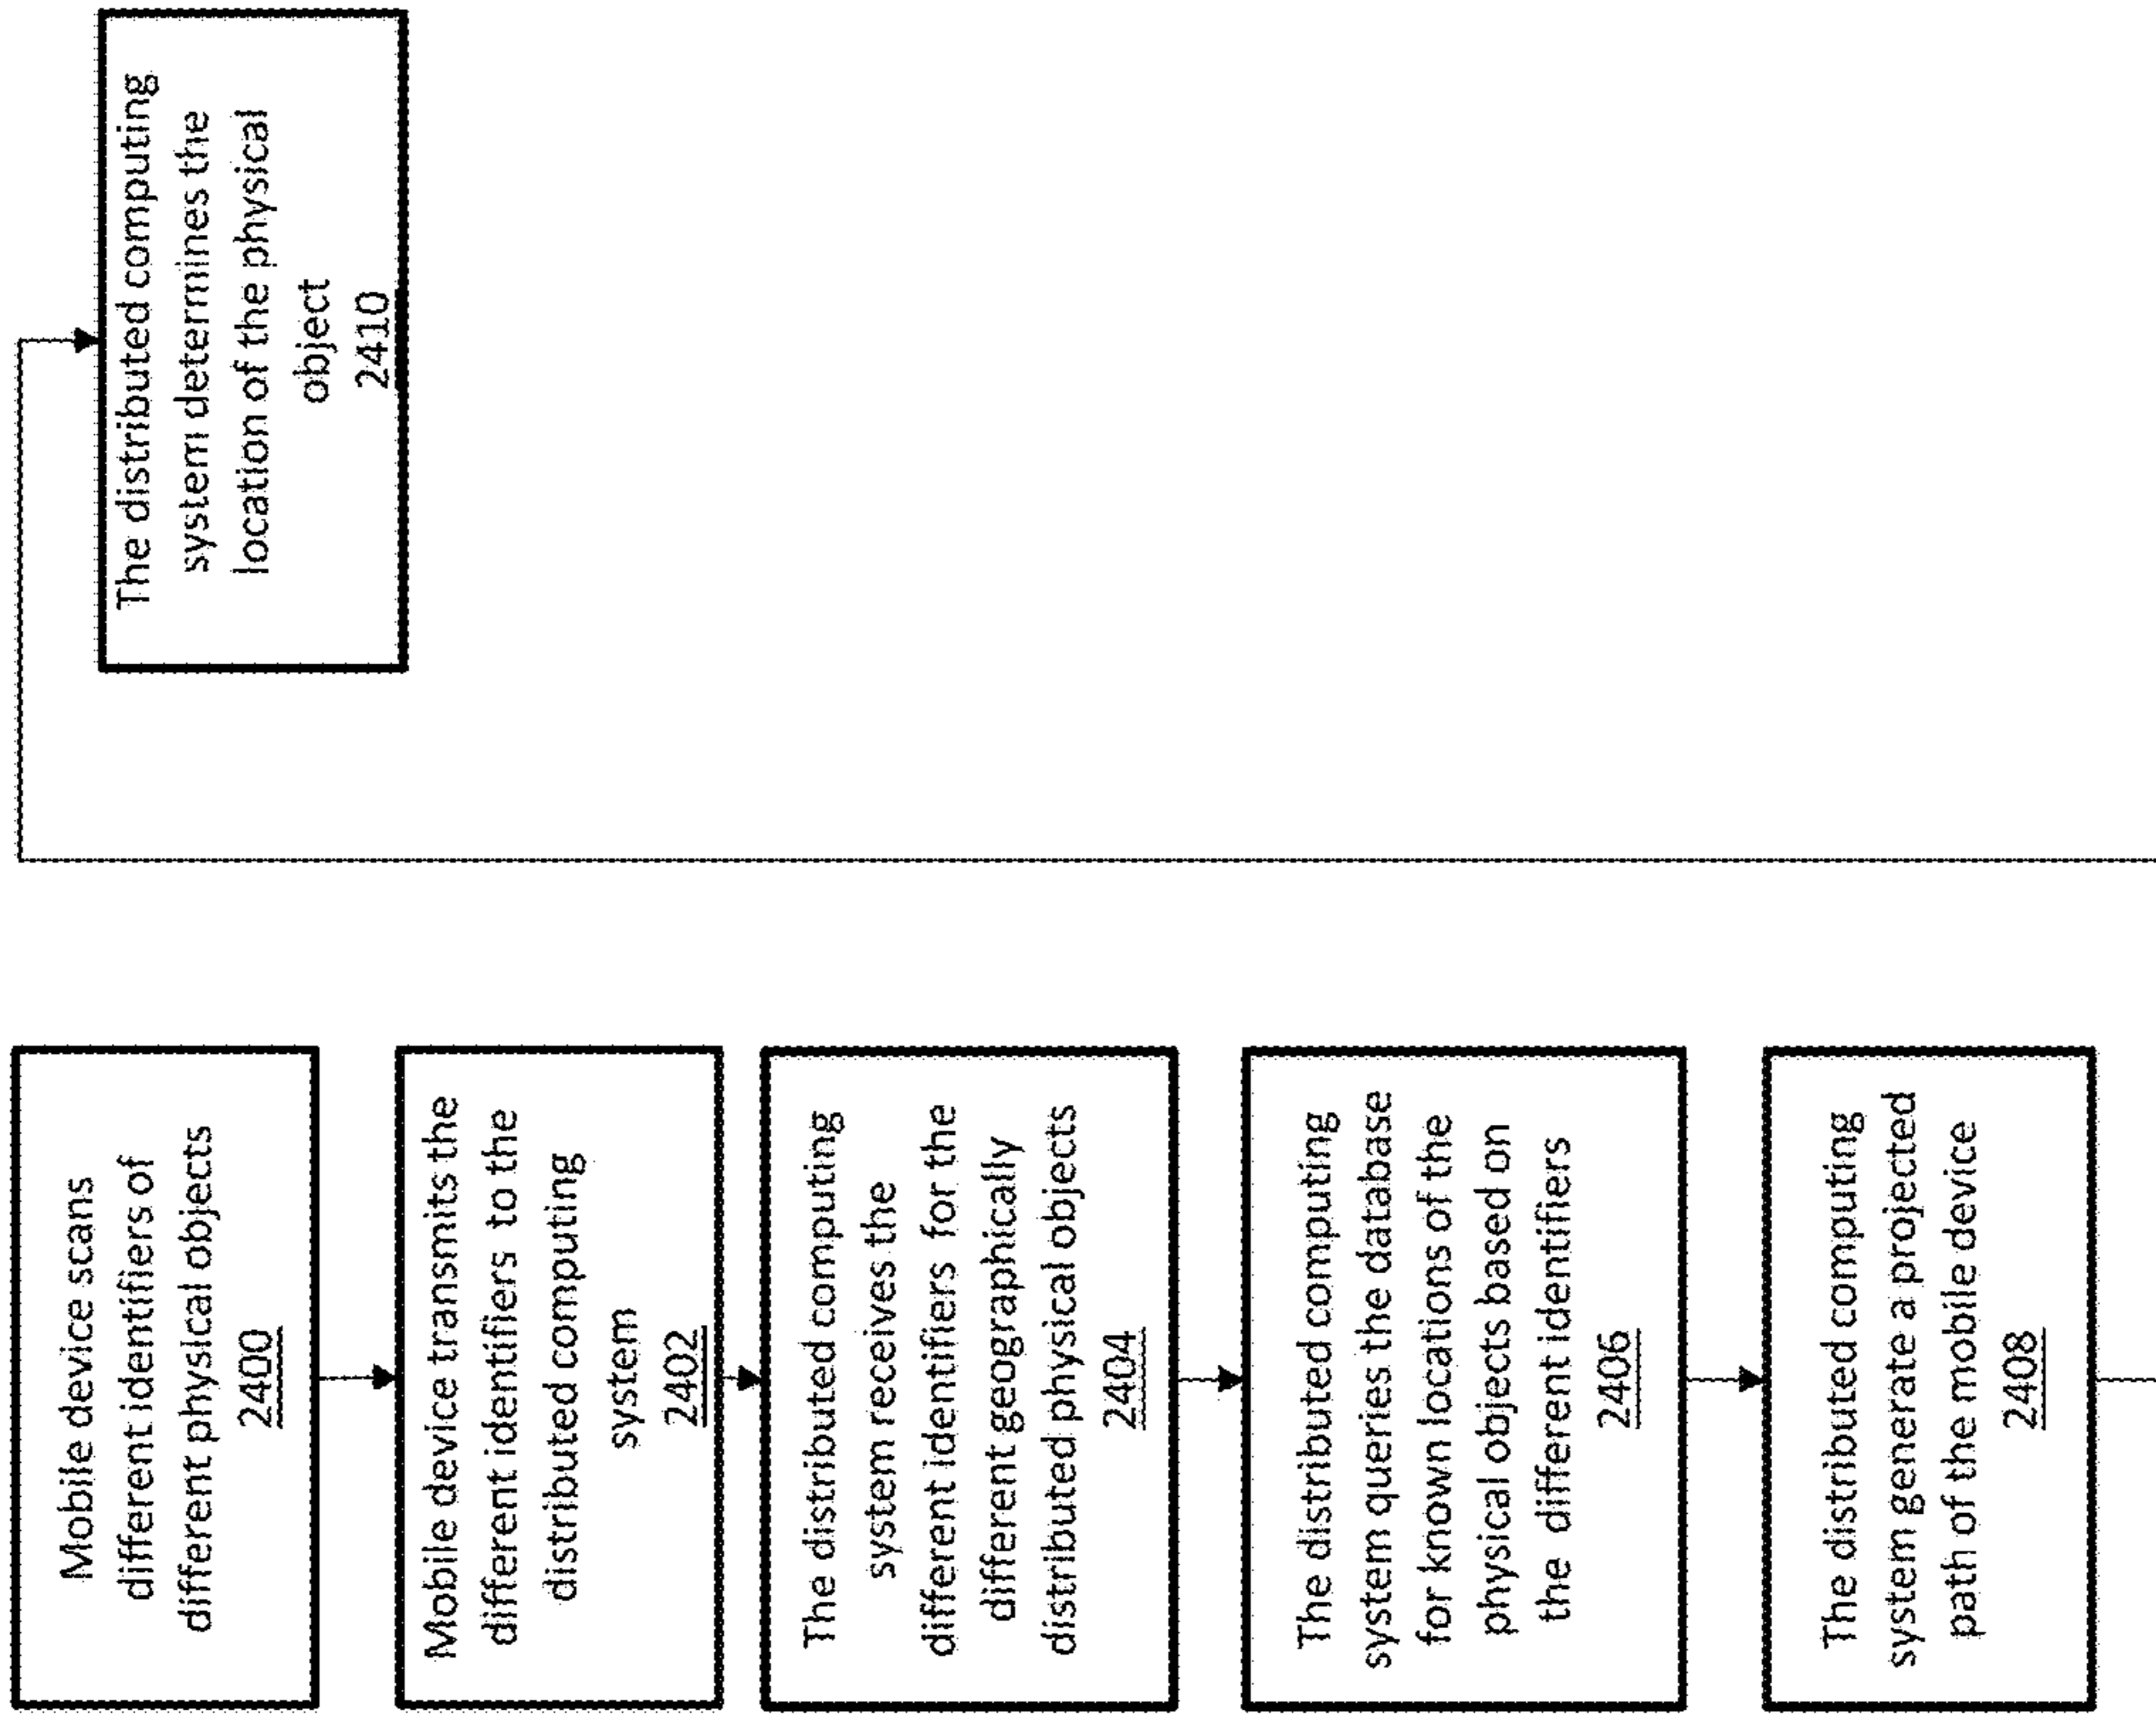 Mobile device scans
different identifiers of
different physical objects
2400
Mobile device transmits the
different identifiers to the
distributed computing
system
2402
The distributed computing
system receives the
different identifiers for the
different geographically
distributed physical objects
2404
The distributed computing
system queries the database
for known locations of the
physical objects based on
the different identifiers
2406
The distributed computing
system generate a projected
path of the mobile device
2408
The distributed computing
system determines the
location of the physical
object
2410